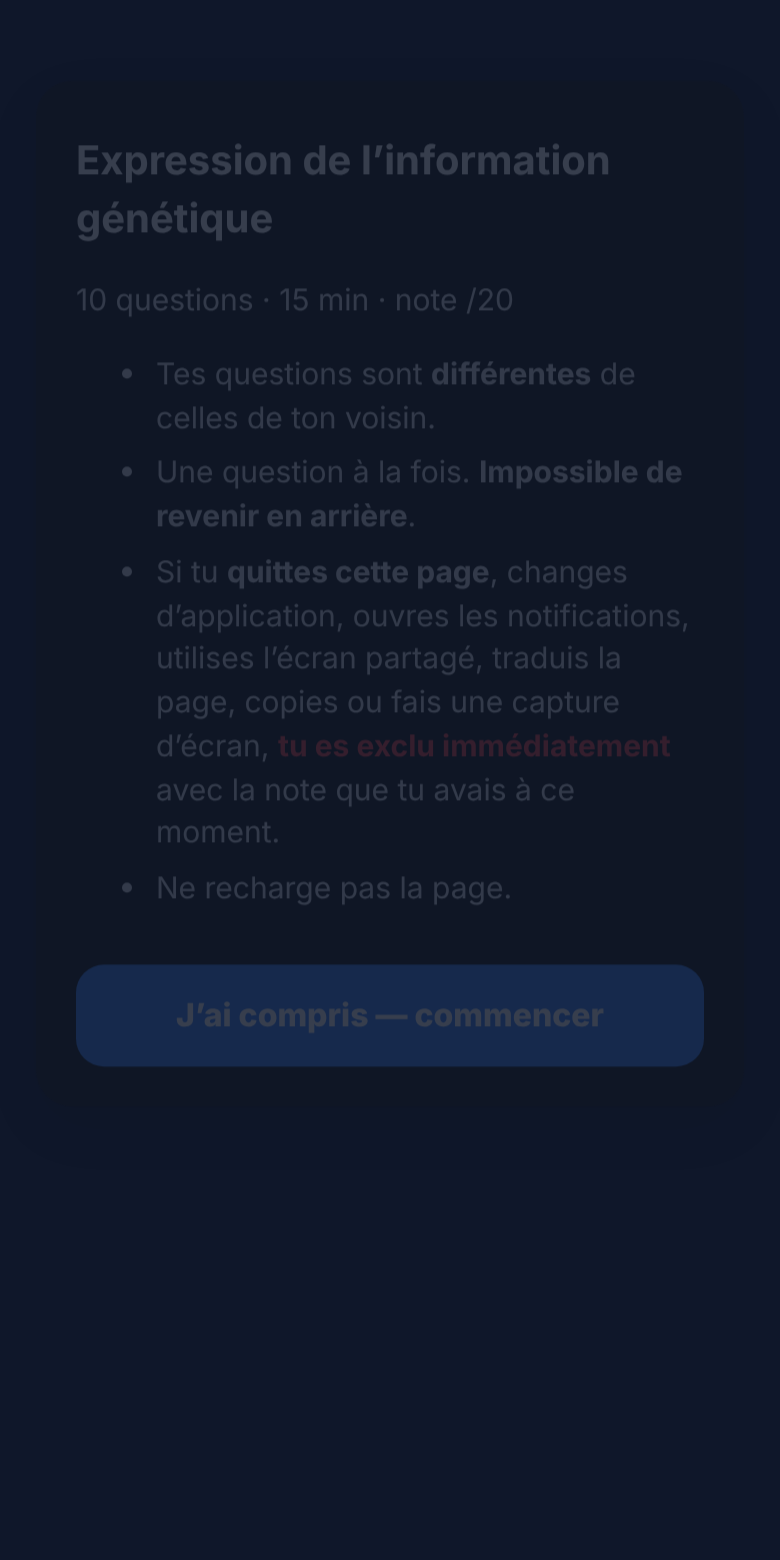 Expression de l’information
génétique
10 questions · 15 min · note /20
• Tes questions sont différentes de
celles de ton voisin.
• Une question à la fois. Impossible de
revenir en arrière.
• Si tu quittes cette page, changes
d’application, ouvres les notifications,
utilises l’écran partagé, traduis la
page, copies ou fais une capture
d’écran, tu es exclu immédiatement
avec la note que tu avais à ce
moment.
• Ne recharge pas la page.
J’ai compris — commencer